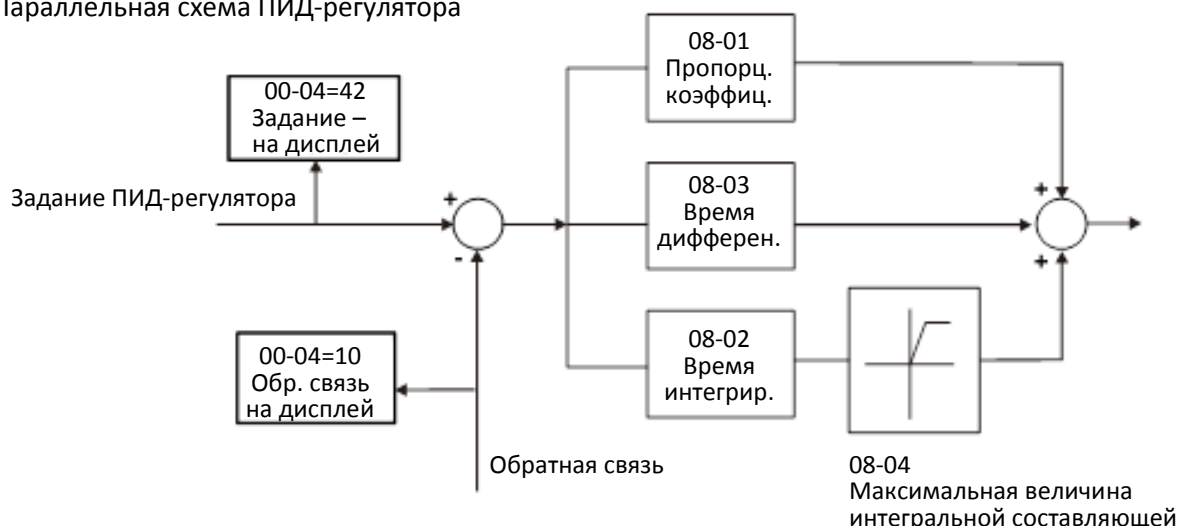 Параллельная схема ПИД-регулятора
08-01
Пропорц.
коэффиц.
00-04=42
Задание –
на дисплей
Задание ПИД-регулятора
+
-
08-03
Время
дифферен.
+
+
00-04=10
Обр. связь
на дисплей
08-02
Время
интегрир.
Обратная связь
08-04
Максимальная величина
интегральной составляющей